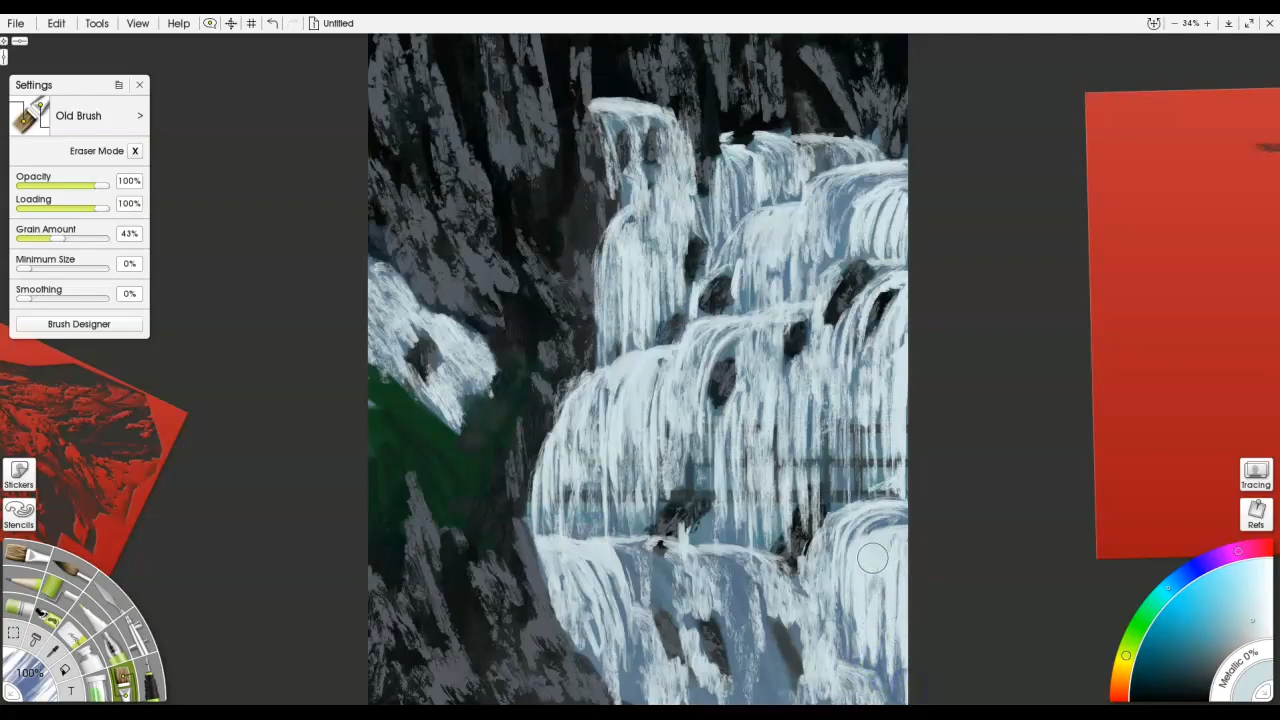 File Edit Tools View Help Untitled 34%
Settings
Old Brush >
Eraser Mode X
Opacity 100%
Loading 100%
Grain Amount 43%
Minimum Size 0%
Smoothing 0%
Brush Designer
Stickers
Stencils
100%
T
Tracing
Refs
Metallic 0%